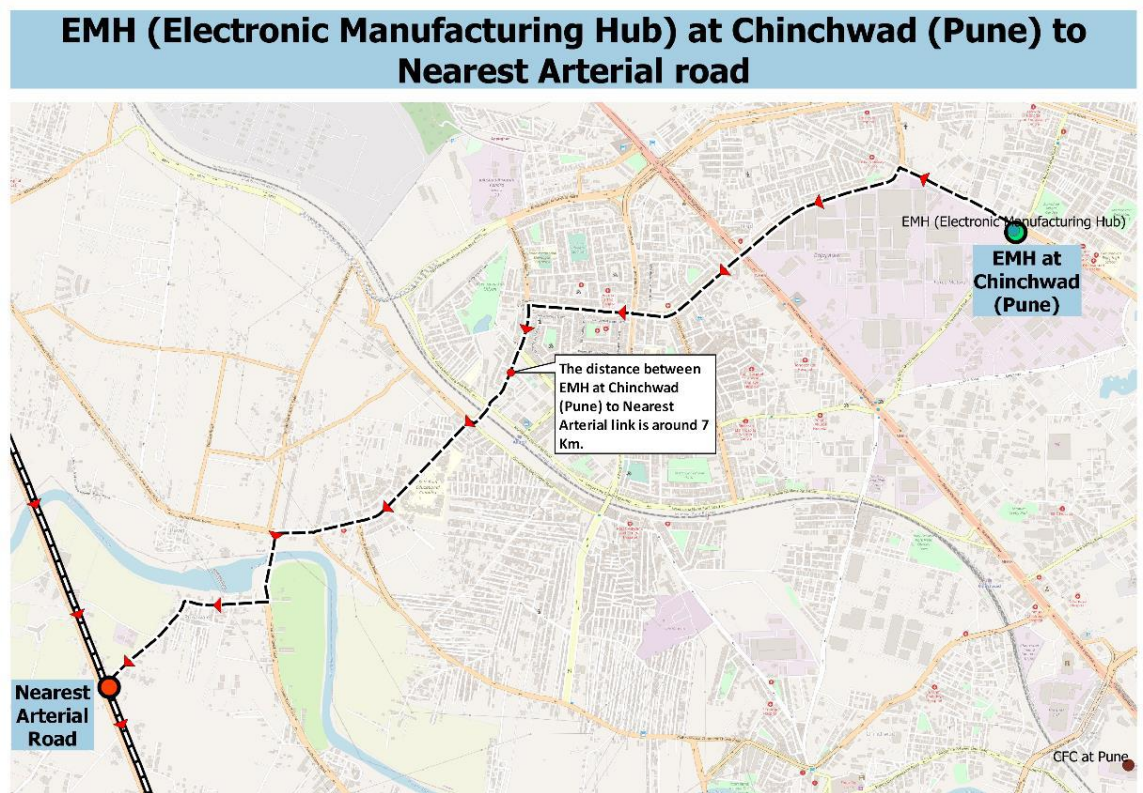 EMH (Electronic Manufacturing Hub) at Chinchwad (Pune) to
Nearest Arterial road
EMH (Electronic Manufacturing Hub)
EMH at
Chinchwad
(Pune)
The distance between
EMH at Chinchwad
(Pune) to Nearest
Arterial link is around 7
Km.
Nearest
Arterial
Road
CFC at Pune